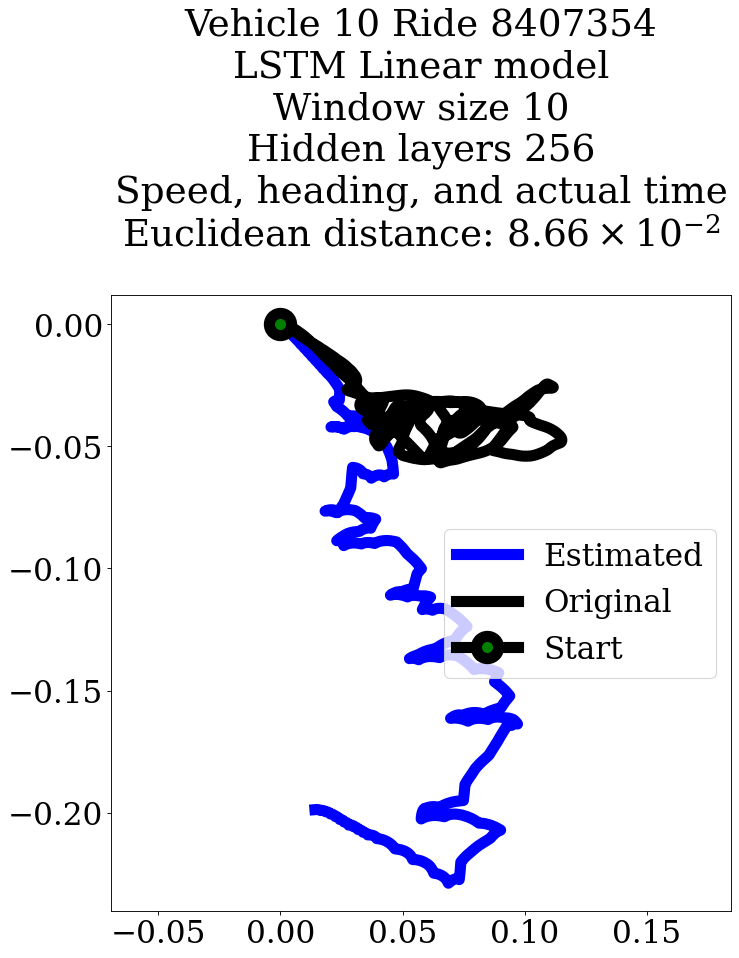 Vehicle 10 Ride 8407354
LSTM Linear model
Window size 10
Hidden layers 256
Speed, heading, and actual time
Euclidean distance: 8.66 × 10⁻²
0.00
−0.05
−0.10
−0.15
−0.20
Estimated
Original
Start
−0.05 0.00 0.05 0.10 0.15